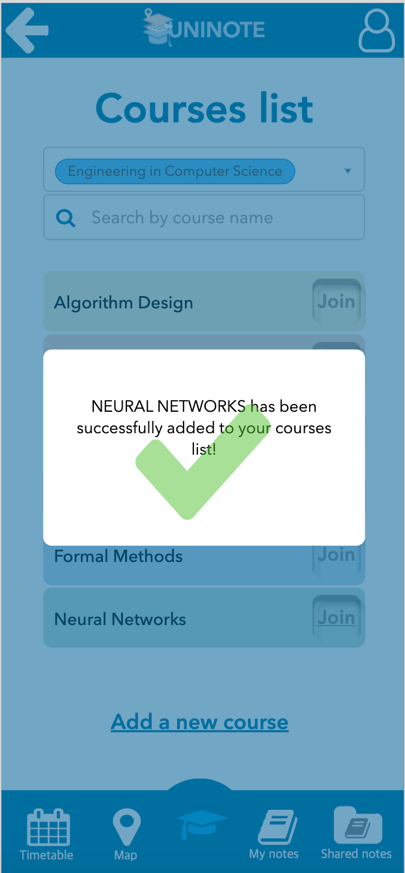 UNINOTE
Courses list
Engineering in Computer Science
Search by course name
Algorithm Design
Join
NEURAL NETWORKS has been
successfully added to your courses
list!
Formal Methods
Join
Neural Networks
Join
Add a new course
Timetable
Map
My notes
Shared notes